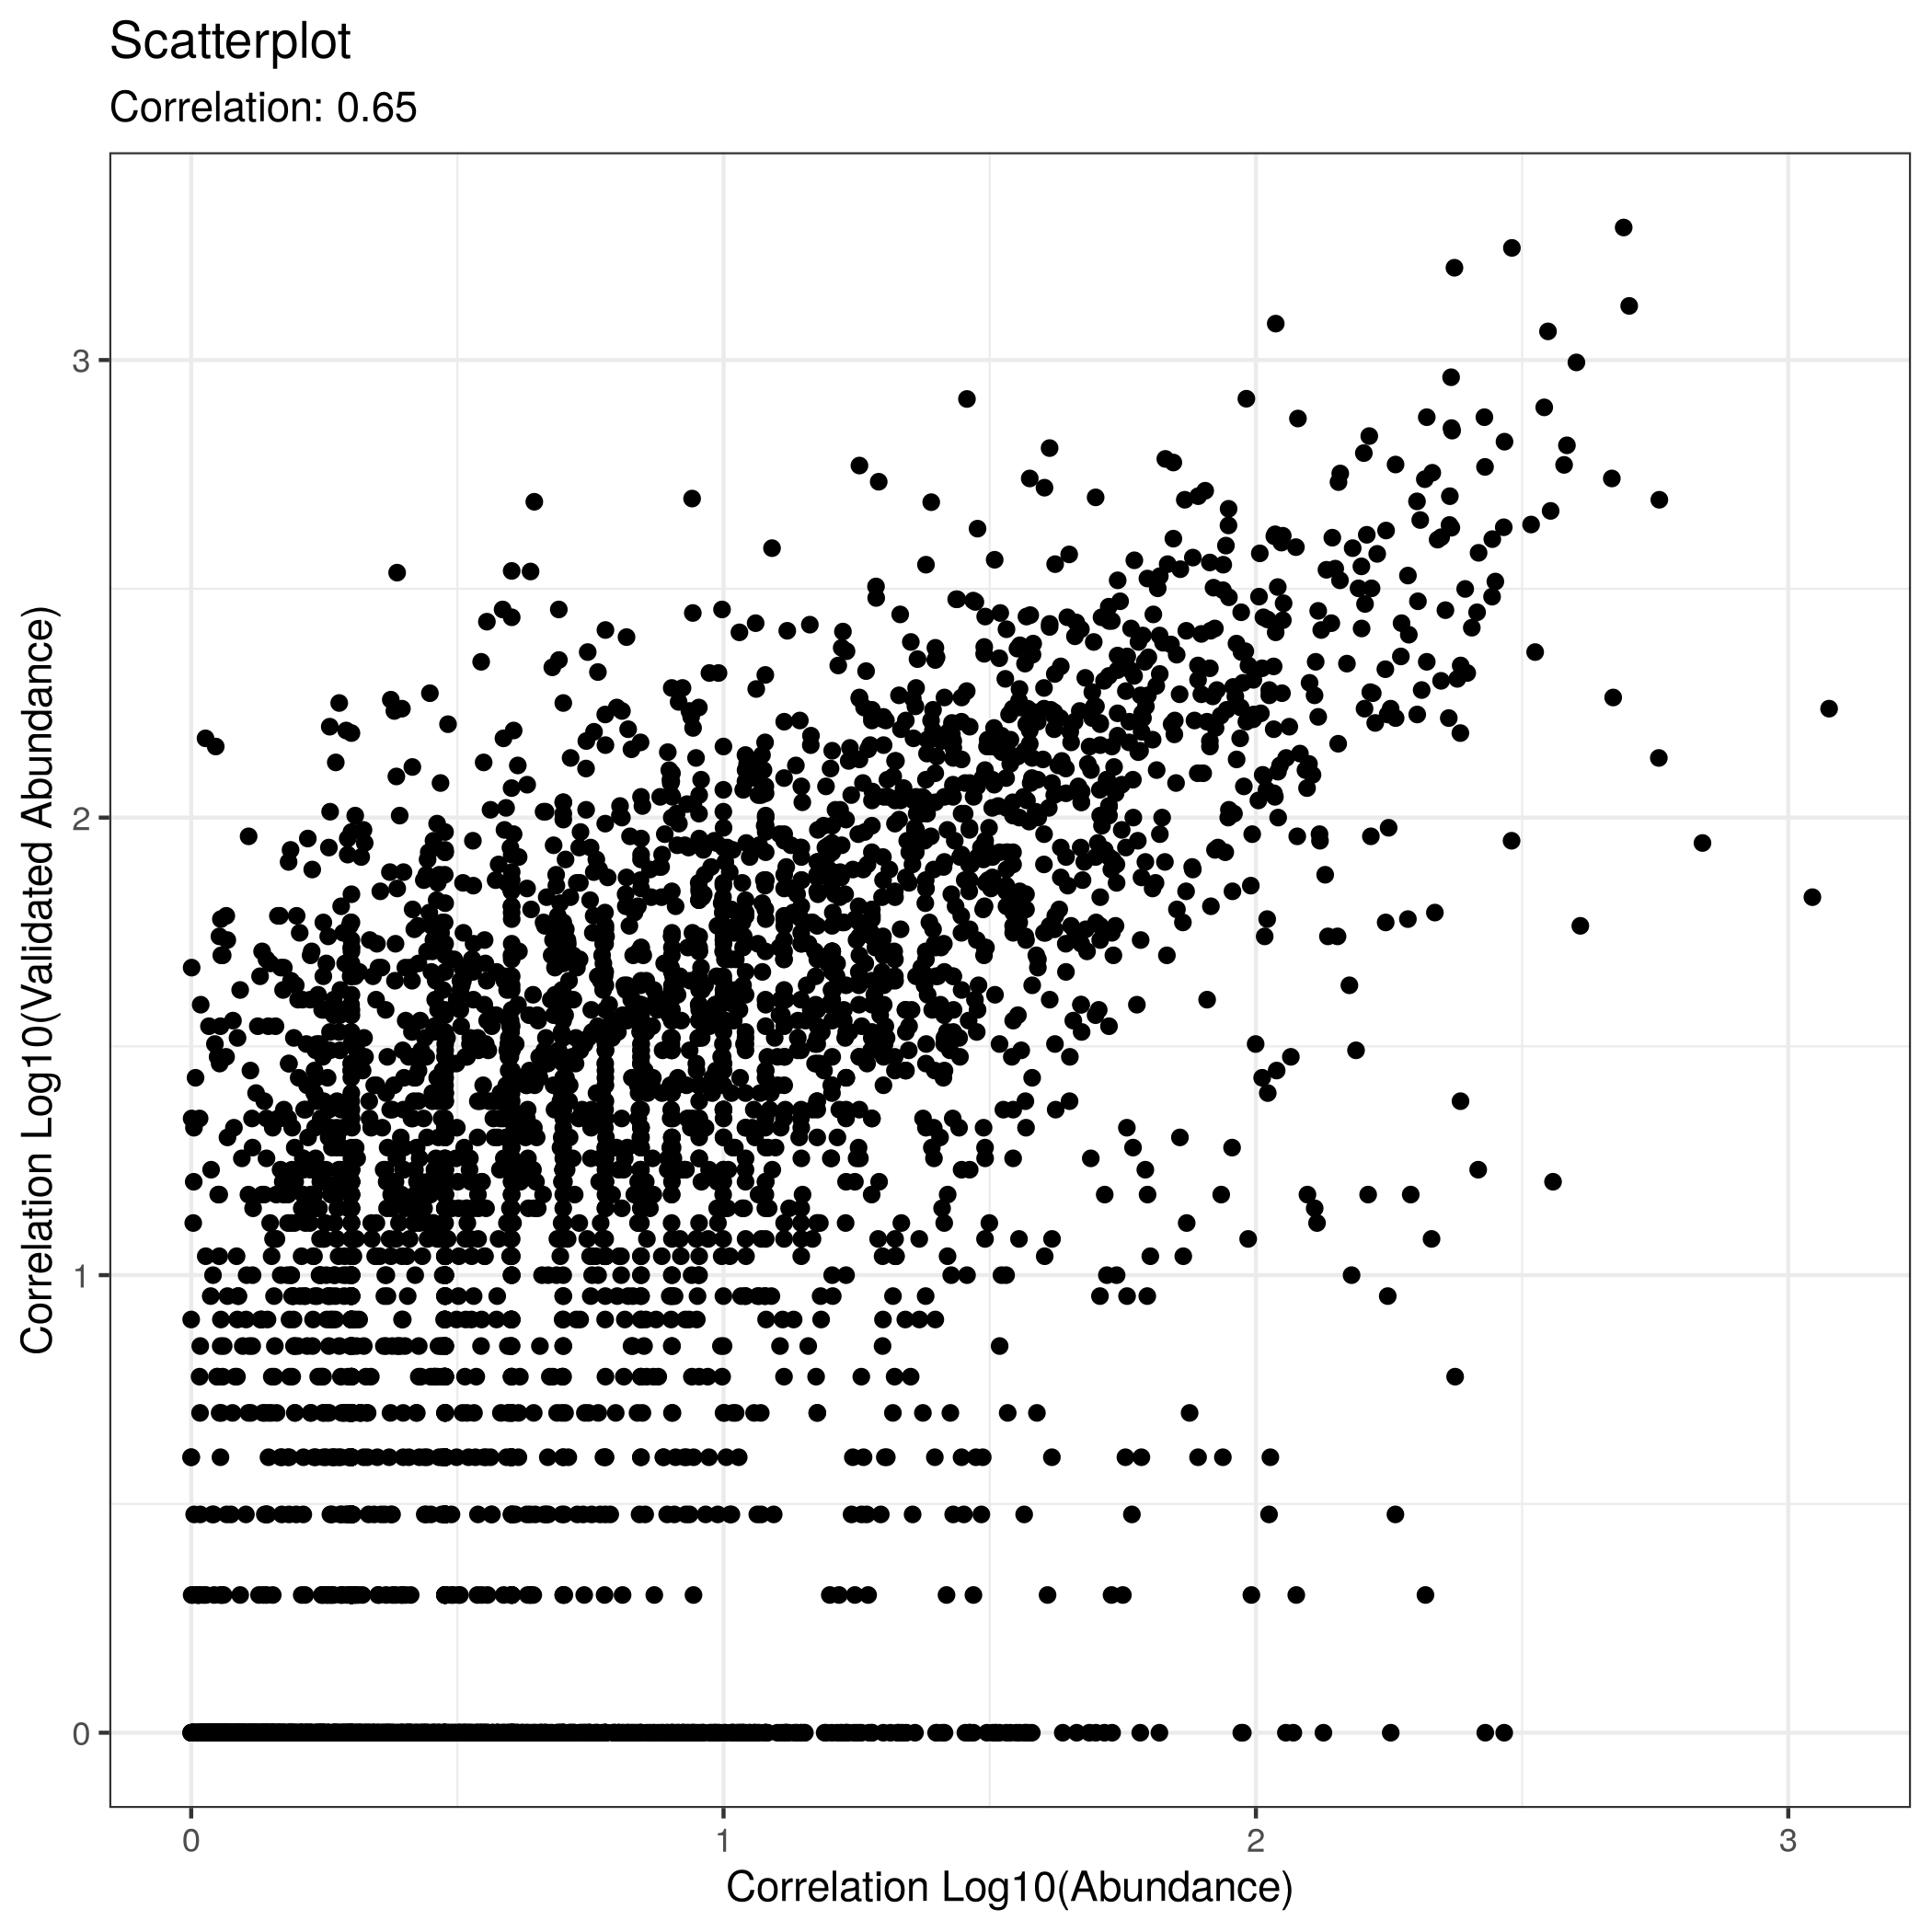 Scatterplot
Correlation: 0.65
Correlation Log10(Validated Abundance)
3
2
1
0
0 1 2 3
Correlation Log10(Abundance)